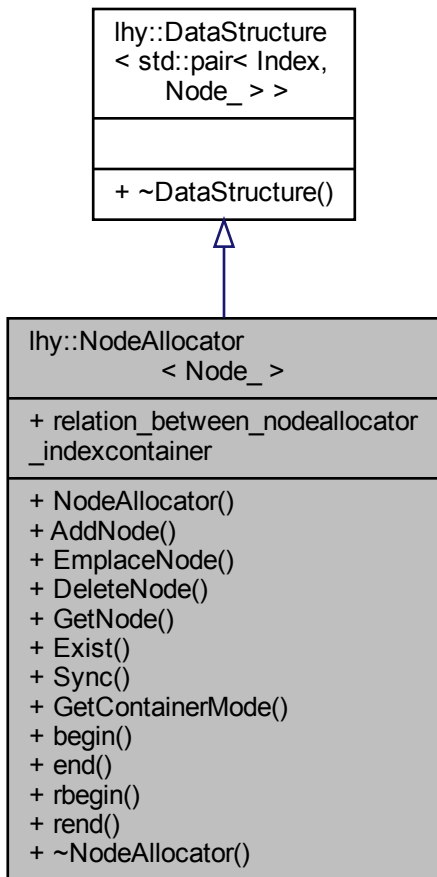 lhy::DataStructure
< std::pair< Index,
Node_ > >
+ ~DataStructure()
lhy::NodeAllocator
< Node_ >
+ relation_between_nodeallocator
_indexcontainer
+ NodeAllocator()
+ AddNode()
+ EmplaceNode()
+ DeleteNode()
+ GetNode()
+ Exist()
+ Sync()
+ GetContainerMode()
+ begin()
+ end()
+ rbegin()
+ rend()
+ ~NodeAllocator()